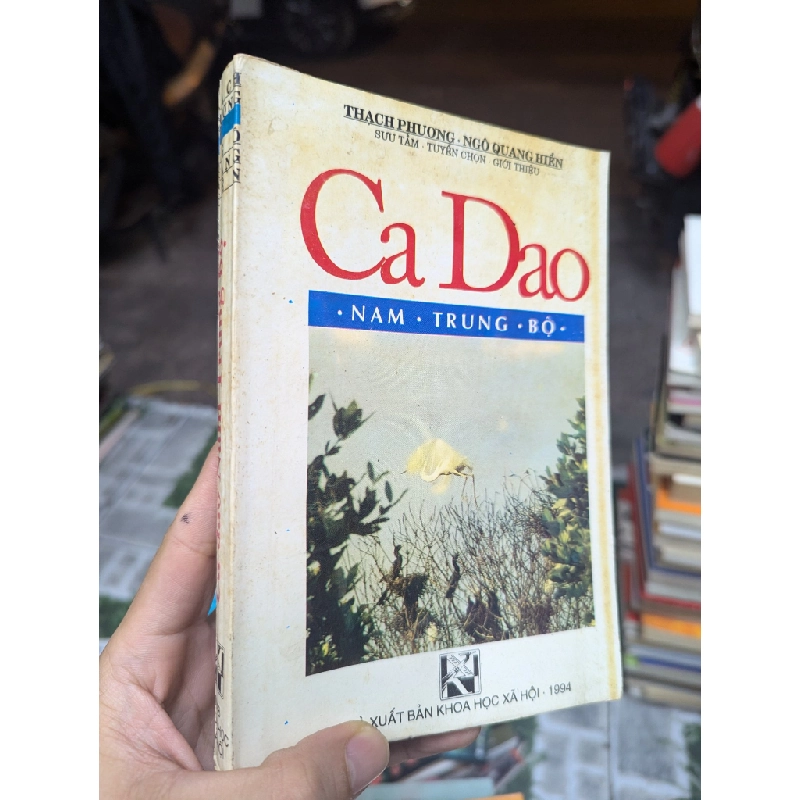 THẠCH PHƯƠNG · NGÔ QUANG HIỂN
SƯU TẦM · TUYỂN CHỌN · GIỚI THIỆU
Ca Dao
· NAM · TRUNG · BỘ ·
XUẤT BẢN KHOA HỌC XÃ HỘI - 1994